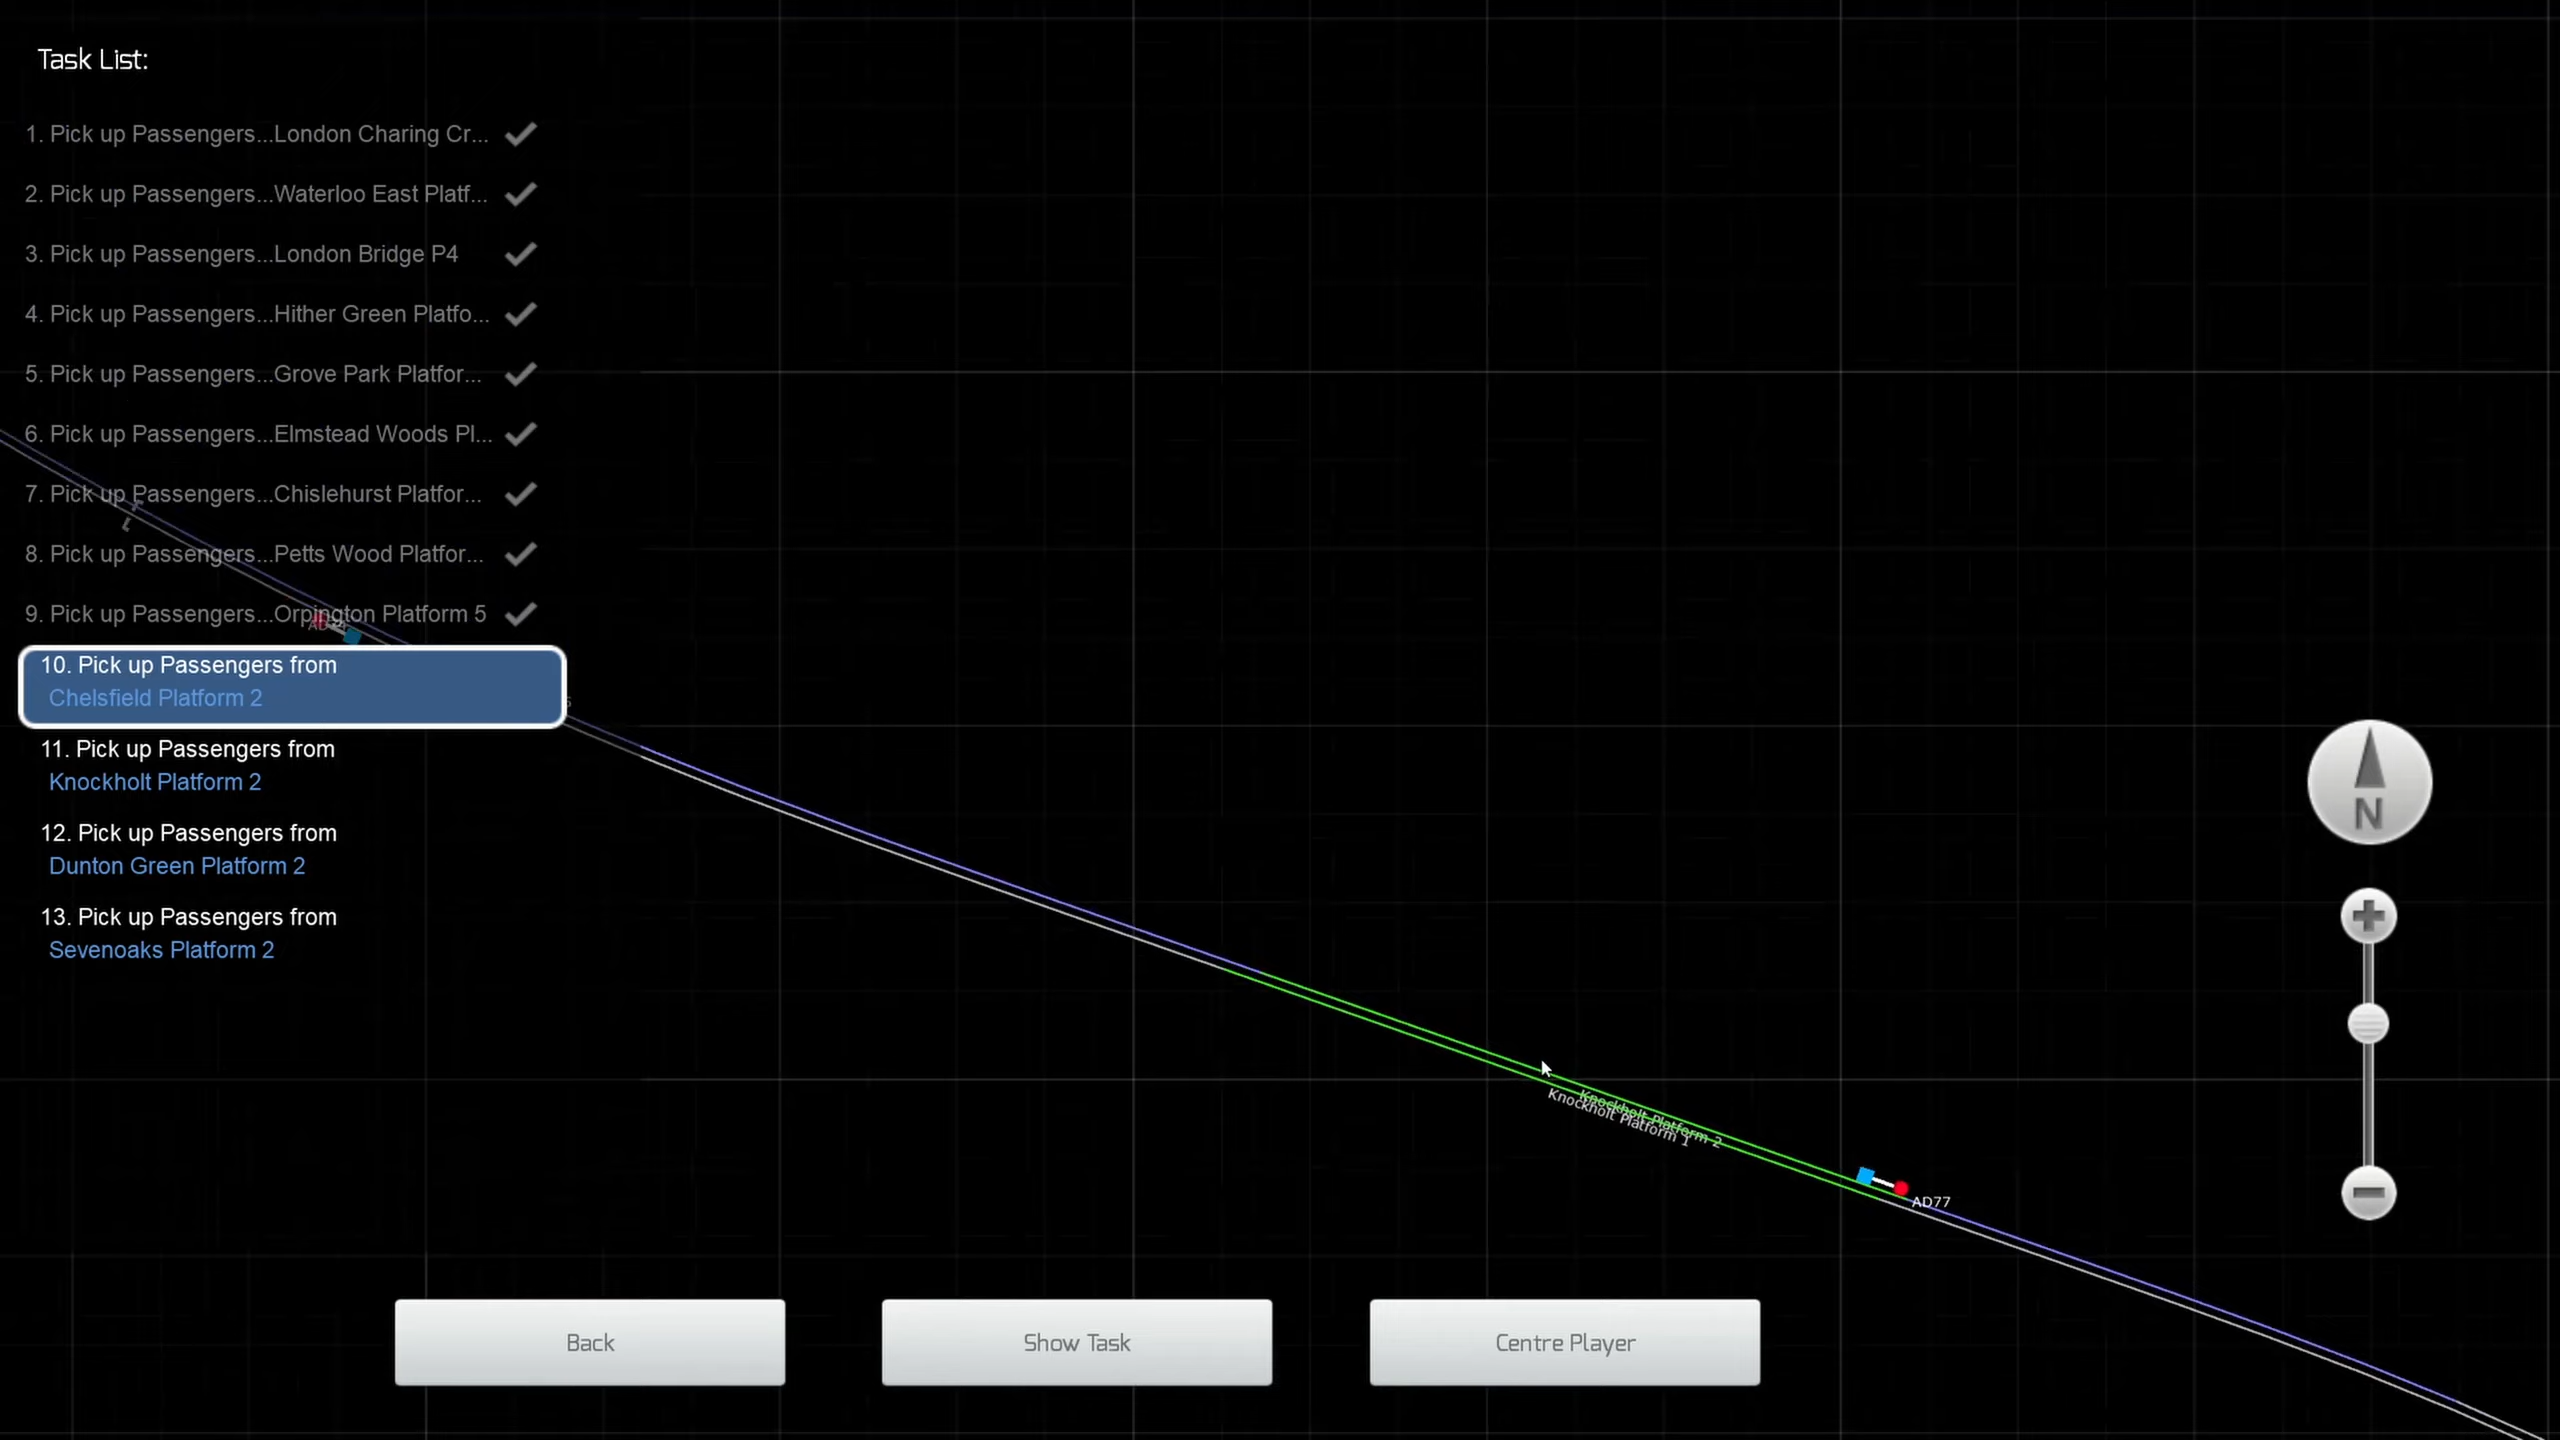 Task List:
1. Pick up Passengers...London Charing Cr...
2. Pick up Passengers...Waterloo East Platf...
3. Pick up Passengers...London Bridge P4
4. Pick up Passengers...Hither Green Platfo...
5. Pick up Passengers...Grove Park Platfor...
6. Pick up Passengers...Elmstead Woods Pl...
7. Pick up Passengers...Chislehurst Platfor...
8. Pick up Passengers...Petts Wood Platfor...
9. Pick up Passengers...Orpington Platform 5
10. Pick up Passengers from
Chelsfield Platform 2
11. Pick up Passengers from
Knockholt Platform 2
12. Pick up Passengers from
Dunton Green Platform 2
13. Pick up Passengers from
Sevenoaks Platform 2
Knockholt Platform 2
Knockholt Platform 1
AD77
N
Back
Show Task
Centre Player